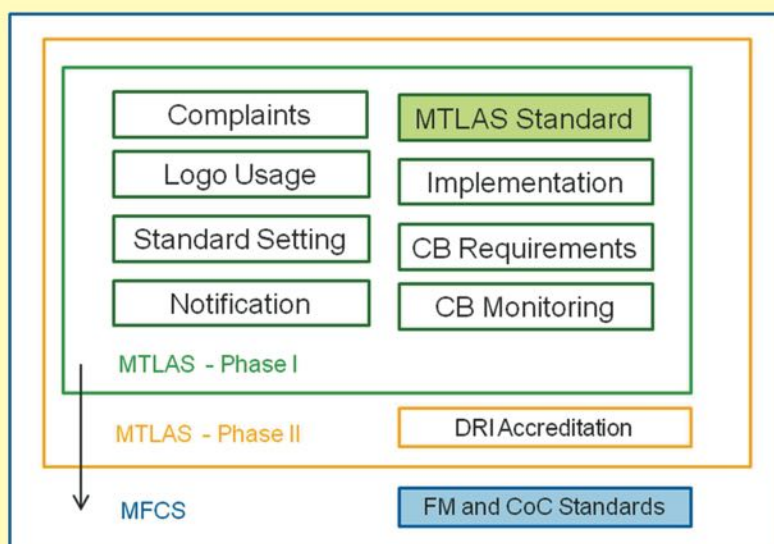 Complaints
MTLAS Standard
Logo Usage
Implementation
Standard Setting
CB Requirements
Notification
CB Monitoring
MTLAS - Phase I
MTLAS - Phase II
DRI Accreditation
MFCS
FM and CoC Standards